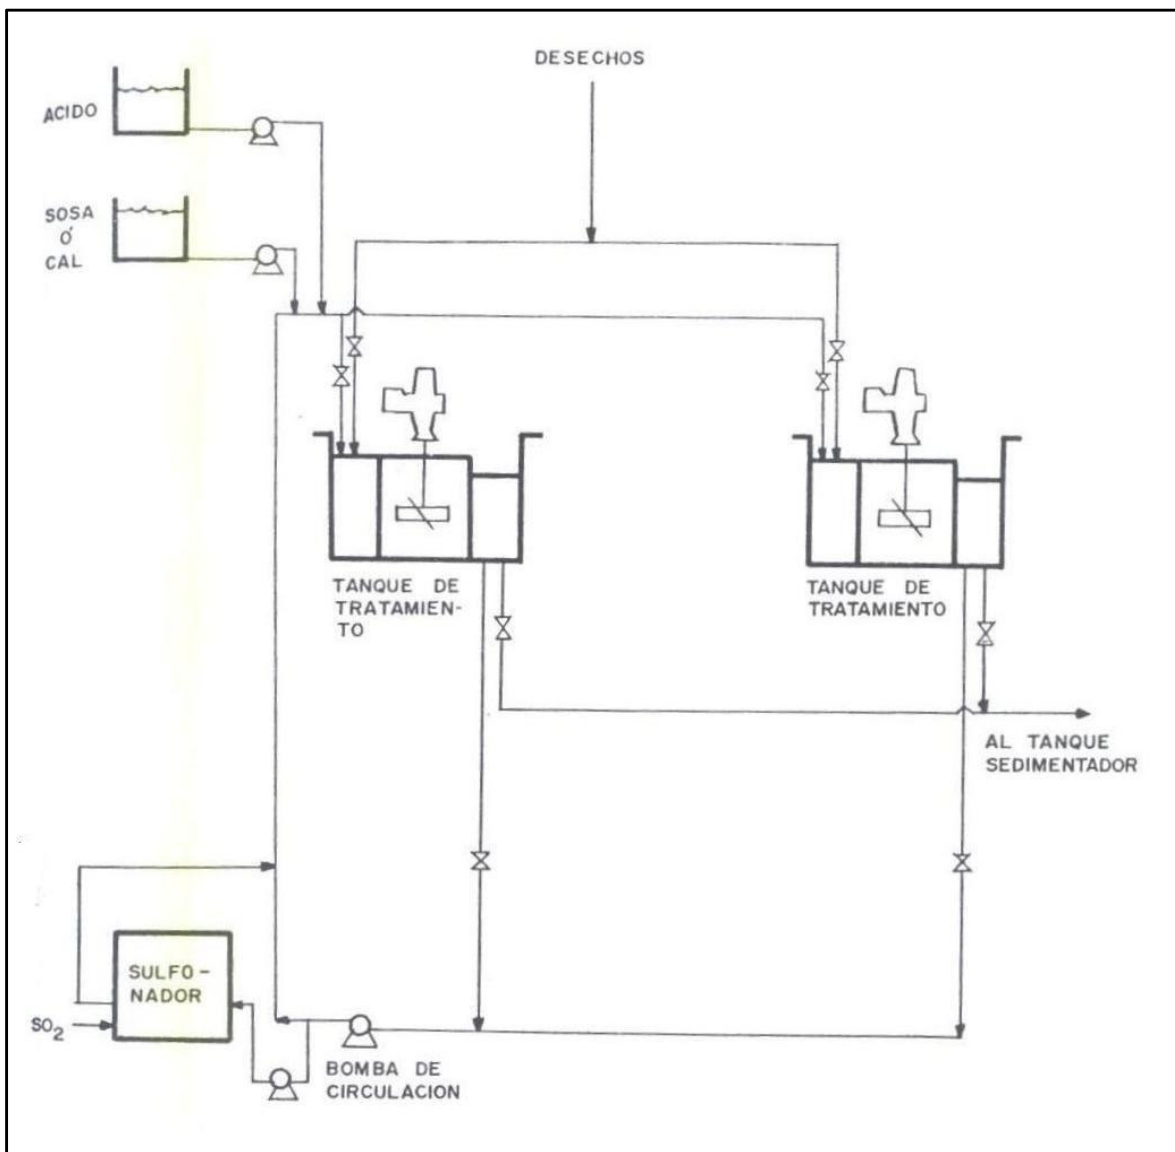 DESECHOS
ACIDO
SOSA
Ó
CAL
TANQUE DE
TRATAMIEN-
TO
TANQUE DE
TRATAMIENTO
AL TANQUE
SEDIMENTADOR
SULFO-
NADOR
SO₂
BOMBA DE
CIRCULACION